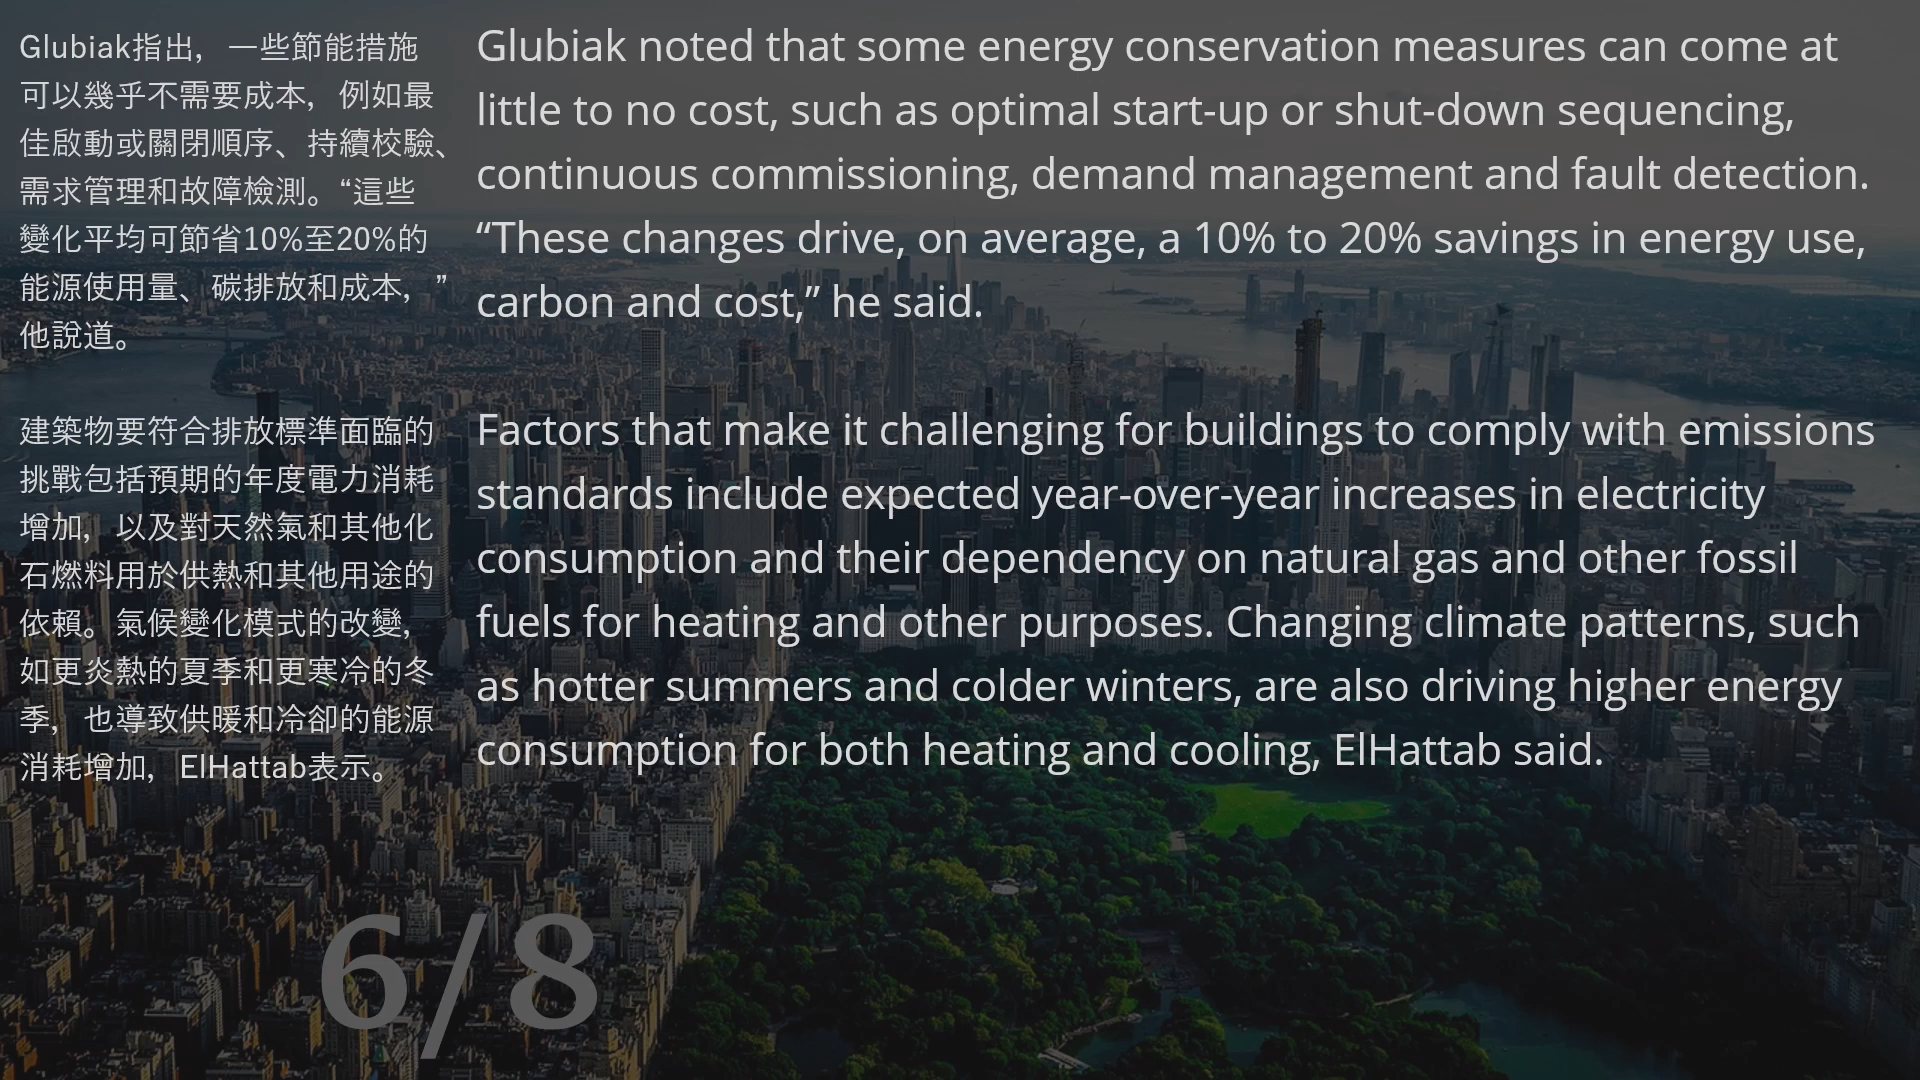 Glubiak指出，一些節能措施
可以幾乎不需要成本，例如最
佳啟動或關閉順序、持續校驗、
需求管理和故障檢測。“這些
變化平均可節省10%至20%的
能源使用量、碳排放和成本，”
他說道。
建築物要符合排放標準面臨的
挑戰包括預期的年度電力消耗
增加，以及對天然氣和其他化
石燃料用於供熱和其他用途的
依賴。氣候變化模式的改變，
如更炎熱的夏季和更寒冷的冬
季，也導致供暖和冷卻的能源
消耗增加，ElHattab表示。
Glubiak noted that some energy conservation measures can come at
little to no cost, such as optimal start-up or shut-down sequencing,
continuous commissioning, demand management and fault detection.
“These changes drive, on average, a 10% to 20% savings in energy use,
carbon and cost,” he said.
Factors that make it challenging for buildings to comply with emissions
standards include expected year-over-year increases in electricity
consumption and their dependency on natural gas and other fossil
fuels for heating and other purposes. Changing climate patterns, such
as hotter summers and colder winters, are also driving higher energy
consumption for both heating and cooling, ElHattab said.
6/8